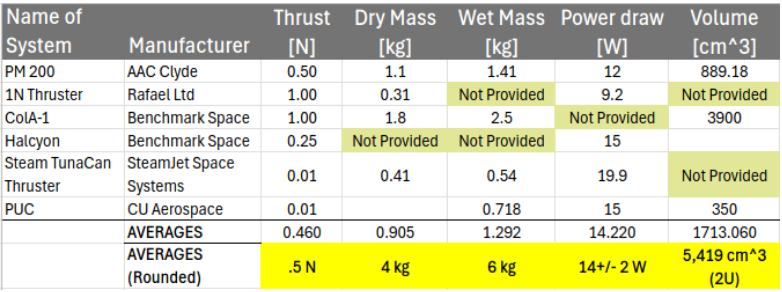 Name of System Manufacturer Thrust [N] Dry Mass [kg] Wet Mass [kg] Power draw [W] Volume [cm^3]
PM 200 AAC Clyde 0.50 1.1 1.41 12 889.18
1N Thruster Rafael Ltd 1.00 0.31 Not Provided 9.2 Not Provided
ColA-1 Benchmark Space 1.00 1.8 2.5 Not Provided 3900
Halcyon Benchmark Space 0.25 Not Provided Not Provided 15
Steam TunaCan Thruster SteamJet Space Systems 0.01 0.41 0.54 19.9 Not Provided
PUC CU Aerospace 0.01 0.718 15 350
AVERAGES 0.460 0.905 1.292 14.220 1713.060
AVERAGES (Rounded) .5 N 4 kg 6 kg 14+/- 2 W 5,419 cm^3 (2U)